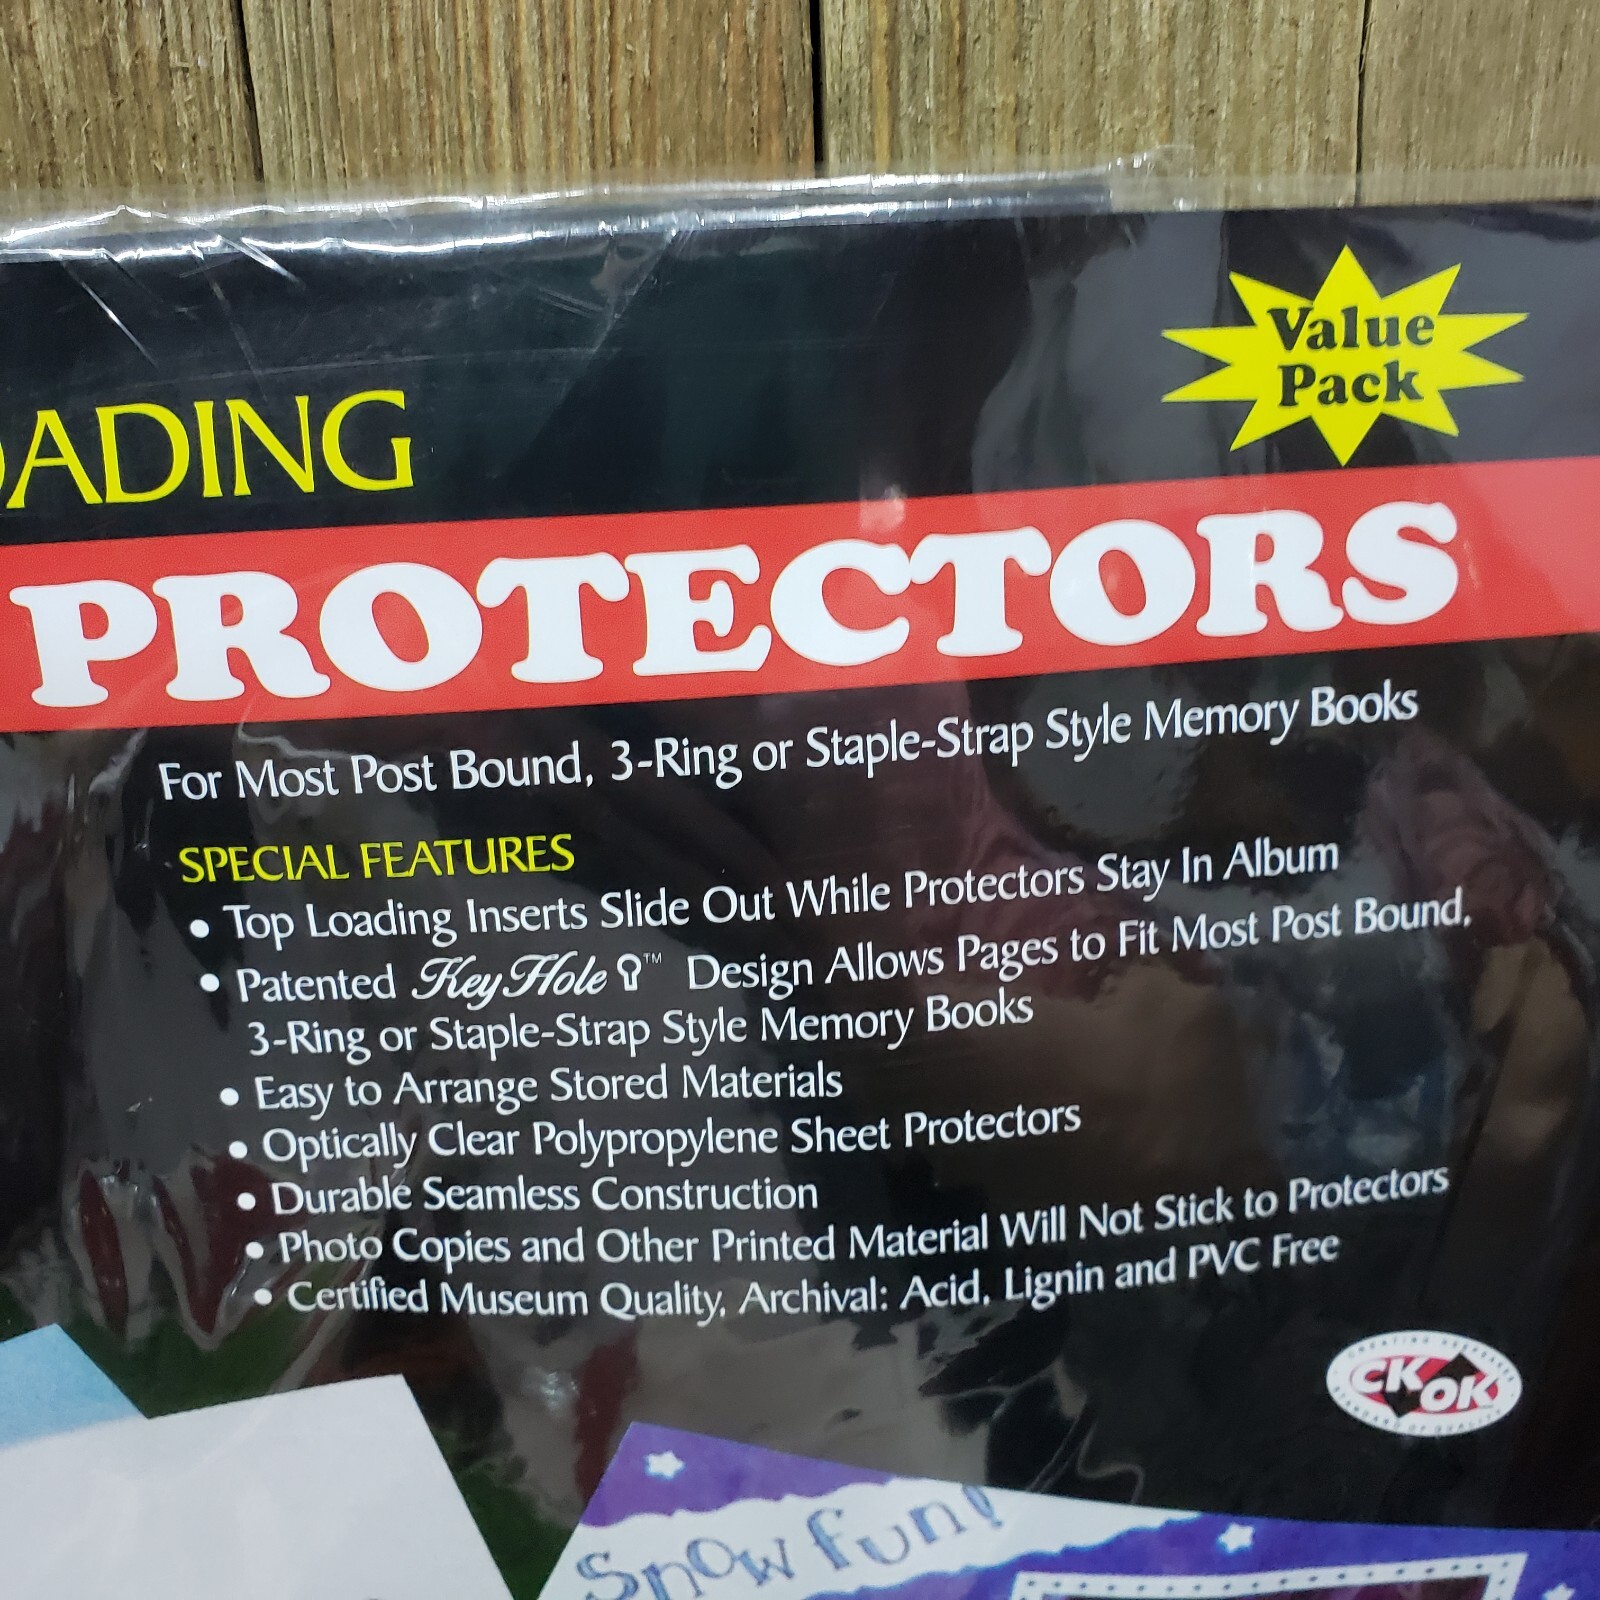 Value
Pack
OADING
PROTECTORS
For Most Post Bound, 3-Ring or Staple-Strap Style Memory Books
SPECIAL FEATURES
• Top Loading Inserts Slide Out While Protectors Stay In Album
• Patented KeyHole™ Design Allows Pages to Fit Most Post Bound,
3-Ring or Staple-Strap Style Memory Books
• Easy to Arrange Stored Materials
• Optically Clear Polypropylene Sheet Protectors
• Durable Seamless Construction
• Photo Copies and Other Printed Material Will Not Stick to Protectors
• Certified Museum Quality, Archival: Acid, Lignin and PVC Free
CK
OK
Snow fun!